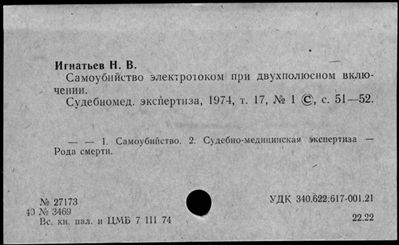 Игнатьев Н. В.
Самоубийство электротоком при двухполюсном вклю-
чении.
Судебномед. экспертиза, 1974, т. 17, № 1 ©, с. 51—52.
— — 1. Самоубийство. 2. Судебно-медицинская экспертиза —
Рода смерти.
№ 27173
40 № 3469
Вс. кн. пал. и ЦМБ 7 III 74
УДК 340.622:617-001.21
22.22